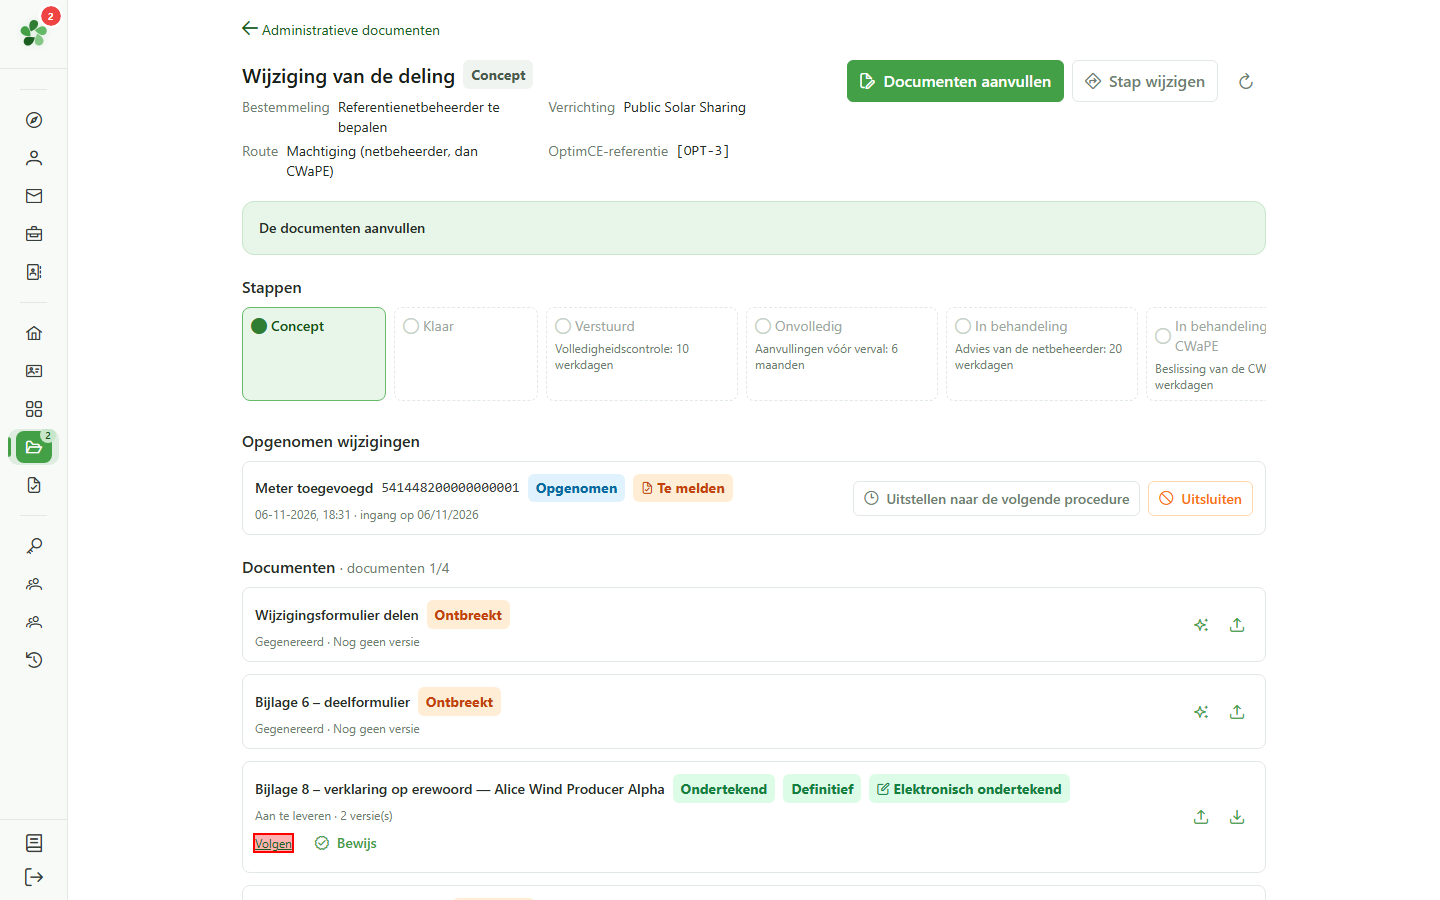 2
Administratieve documenten
Wijziging van de deling Concept
Documenten aanvullen
Stap wijzigen
Bestemmeling Referentienetbeheerder te bepalen
Verrichting Public Solar Sharing
Route Machtiging (netbeheerder, dan CWaPE)
OptimCE-referentie [OPT-3]
De documenten aanvullen
Stappen
Concept
Klaar
Verstuurd
Volledigheidscontrole: 10 werkdagen
Onvolledig
Aanvullingen vóór verval: 6 maanden
In behandeling
Advies van de netbeheerder: 20 werkdagen
In behandeling CWaPE
Beslissing van de CW
werkdagen
Opgenomen wijzigingen
Meter toegevoegd 541448200000000001 Opgenomen Te melden
06-11-2026, 18:31 · ingang op 06/11/2026
Uitstellen naar de volgende procedure
Uitsluiten
2
Documenten · documenten 1/4
Wijzigingsformulier delen Ontbreekt
Gegenereerd · Nog geen versie
Bijlage 6 – deelformulier Ontbreekt
Gegenereerd · Nog geen versie
Bijlage 8 – verklaring op erewoord — Alice Wind Producer Alpha Ondertekend Definitief Elektronisch ondertekend
Aan te leveren · 2 versie(s)
Volgen Bewijs